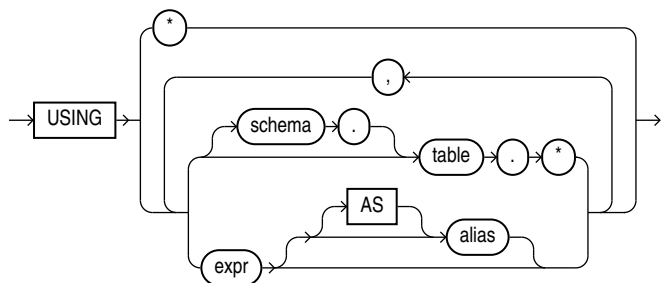 *
,
USING
schema .
table . *
AS
alias
expr